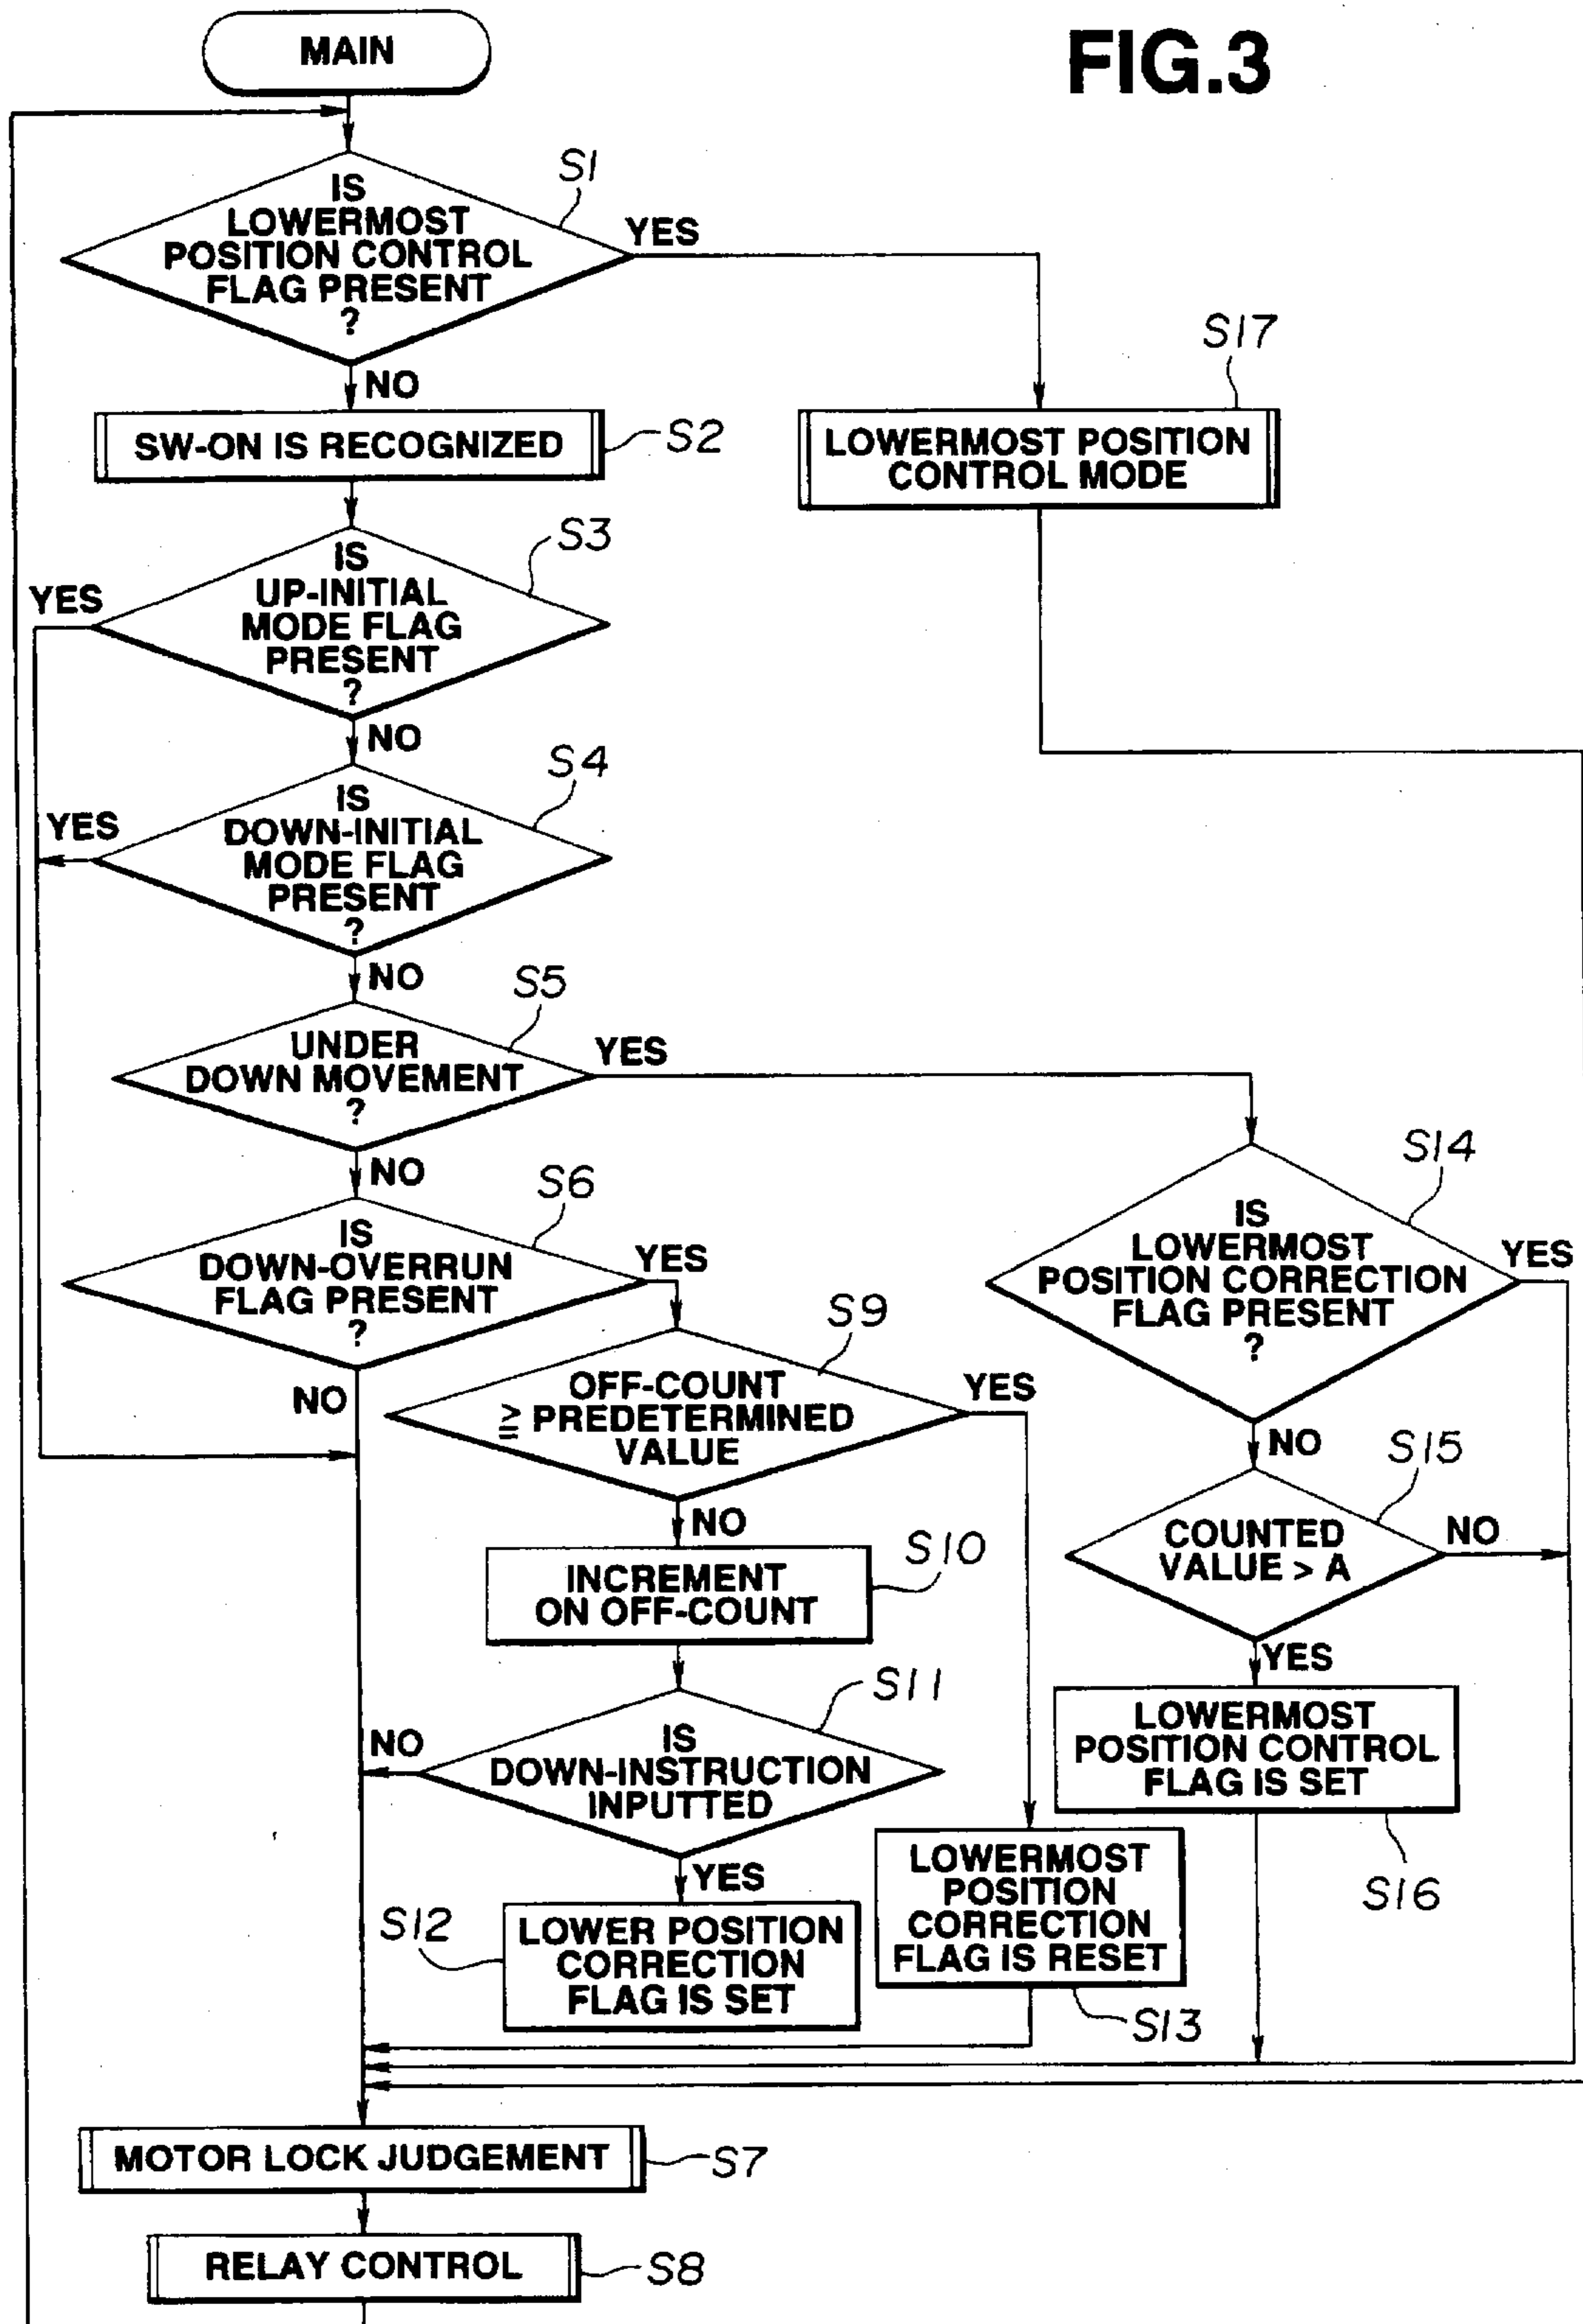 FIG.3
MAIN
S1
IS
LOWERMOST
POSITION CONTROL
FLAG PRESENT
?
YES
NO
S17
LOWERMOST POSITION
CONTROL MODE
SW-ON IS RECOGNIZED
S2
S3
IS
UP-INITIAL
MODE FLAG
PRESENT
?
YES
NO
S4
IS
DOWN-INITIAL
MODE FLAG
PRESENT
?
YES
NO
S5
UNDER
DOWN MOVEMENT
?
YES
NO
S6
IS
DOWN-OVERRUN
FLAG PRESENT
?
YES
NO
S14
IS
LOWERMOST
POSITION CORRECTION
FLAG PRESENT
?
YES
NO
S9
OFF-COUNT
≧ PREDETERMINED
VALUE
YES
NO
S15
COUNTED
VALUE > A
NO
YES
S10
INCREMENT
ON OFF-COUNT
S11
IS
DOWN-INSTRUCTION
INPUTTED
NO
YES
LOWERMOST
POSITION CONTROL
FLAG IS SET
S16
S12
LOWER POSITION
CORRECTION
FLAG IS SET
LOWERMOST
POSITION
CORRECTION
FLAG IS RESET
S13
MOTOR LOCK JUDGEMENT
S7
RELAY CONTROL
S8